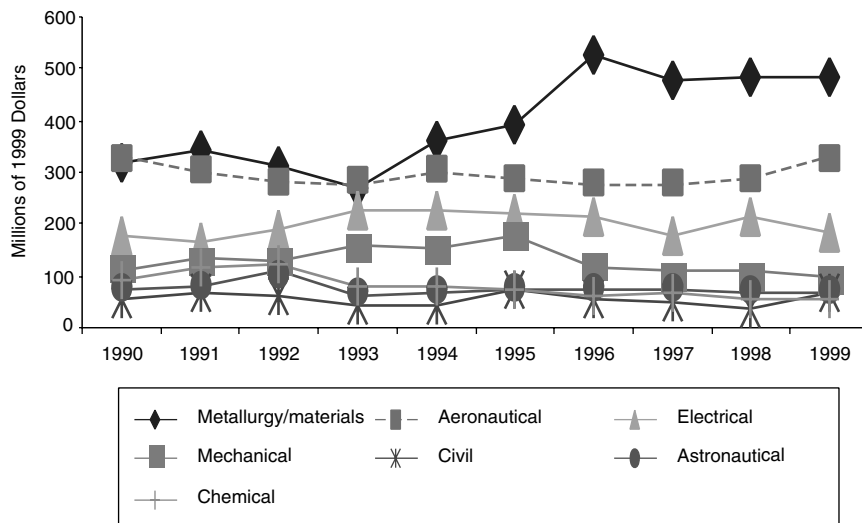 Millions of 1999 Dollars
600
500
400
300
200
100
0
1990 1991 1992 1993 1994 1995 1996 1997 1998 1999
Metallurgy/materials Aeronautical Electrical
Mechanical Civil Astronautical
Chemical